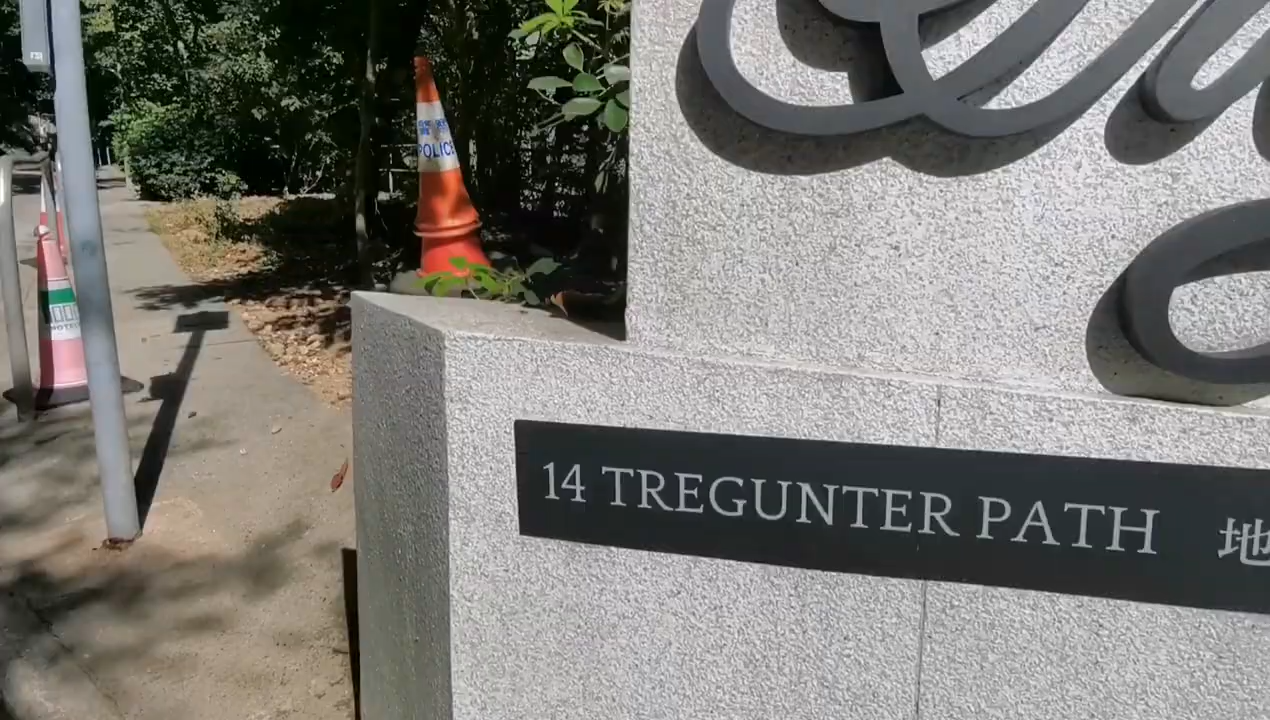 警察
POLICE
14 TREGUNTER PATH 地